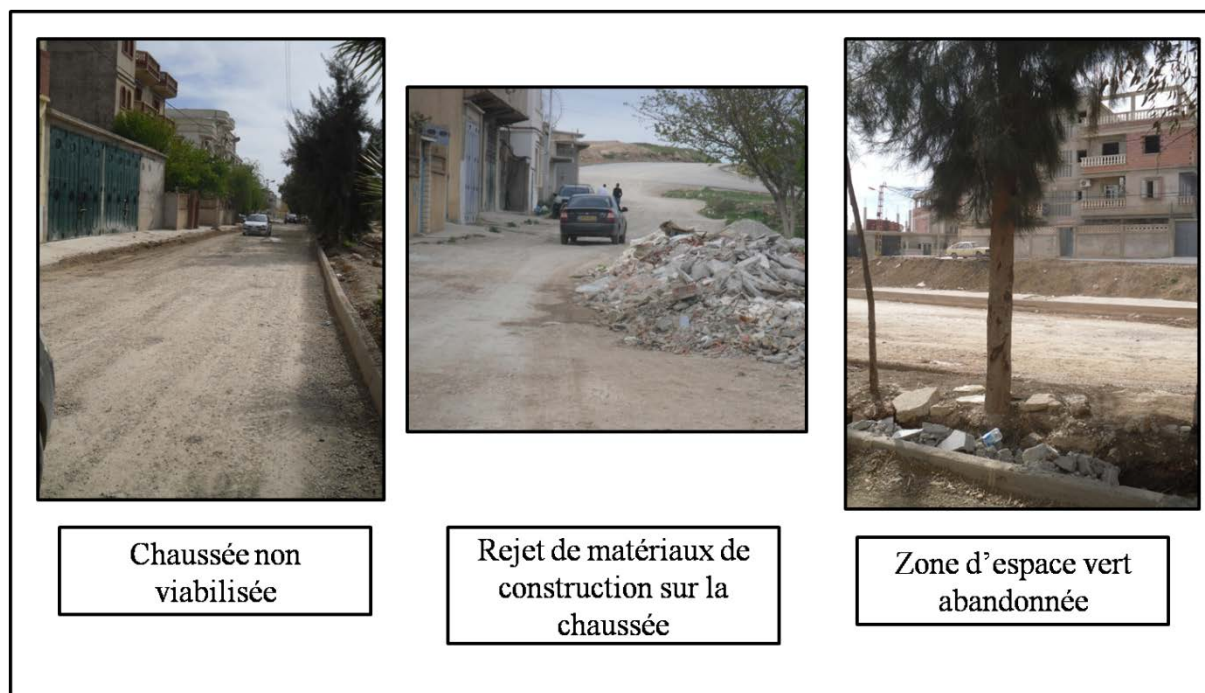 Chaussée non
viabilisée
Rejet de matériaux de
construction sur la
chaussée
Zone d’espace vert
abandonnée